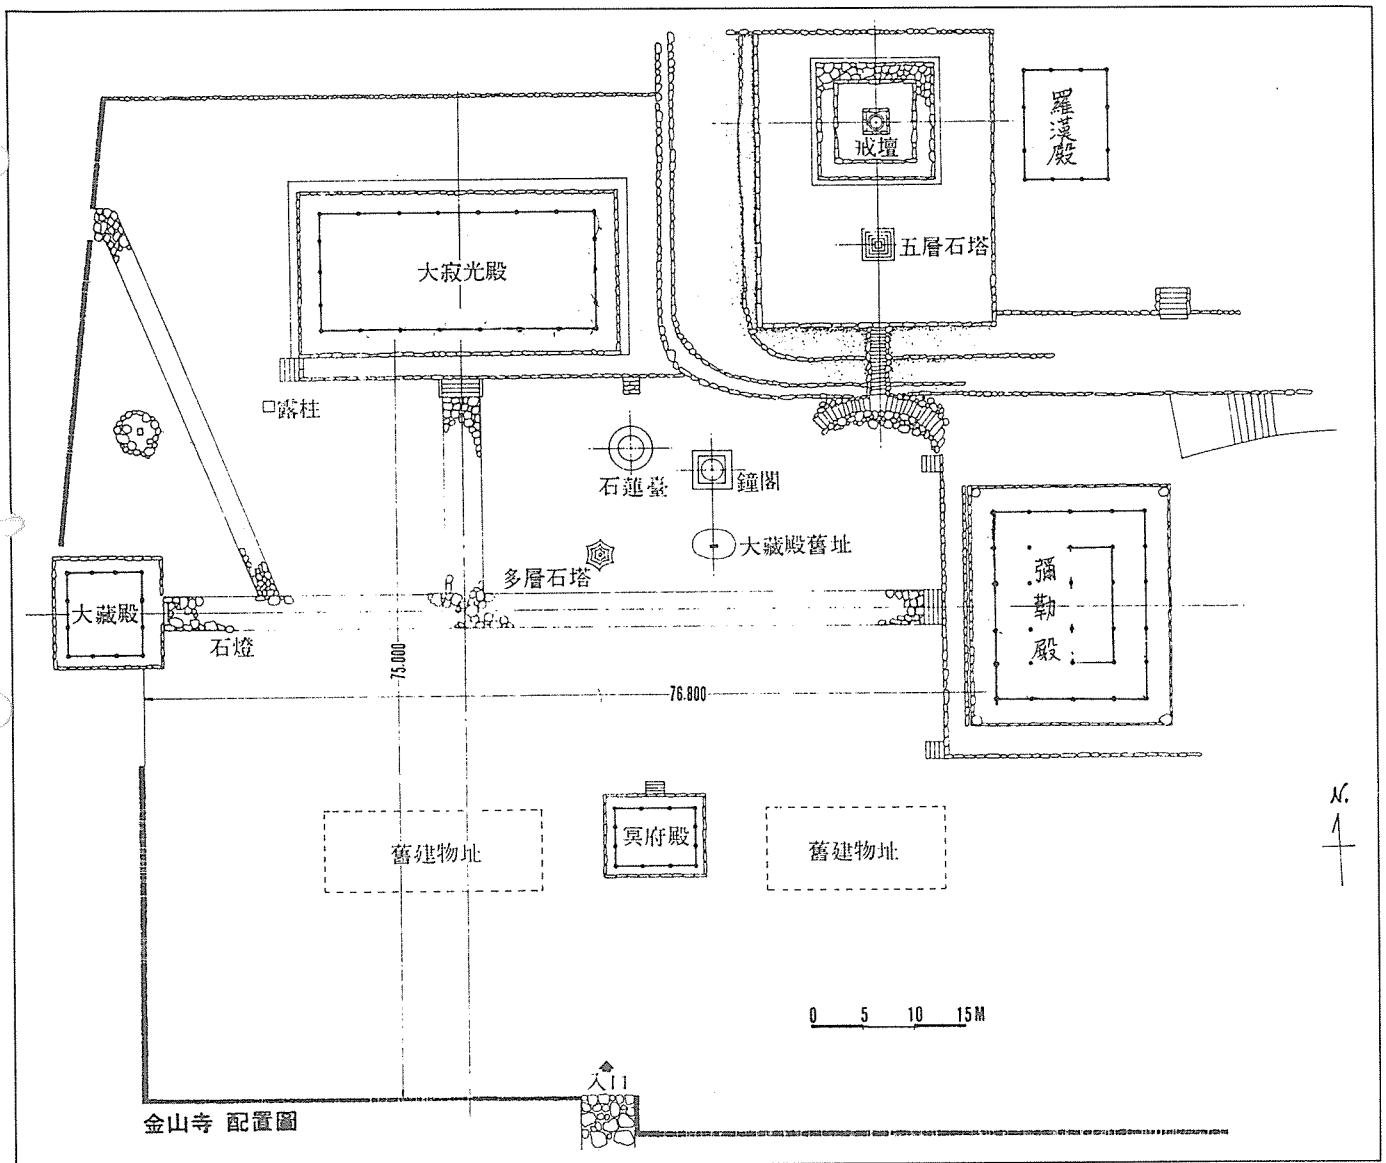 羅漢殿
戒壇
五層石塔
大寂光殿
露柱
石蓮臺
鐘閣
大藏殿舊址
多層石塔
彌勒殿
大藏殿
石燈
75.000
76.800
N.
舊建物址
冥府殿
舊建物址
0 5 10 15M
入口
金山寺 配置圖